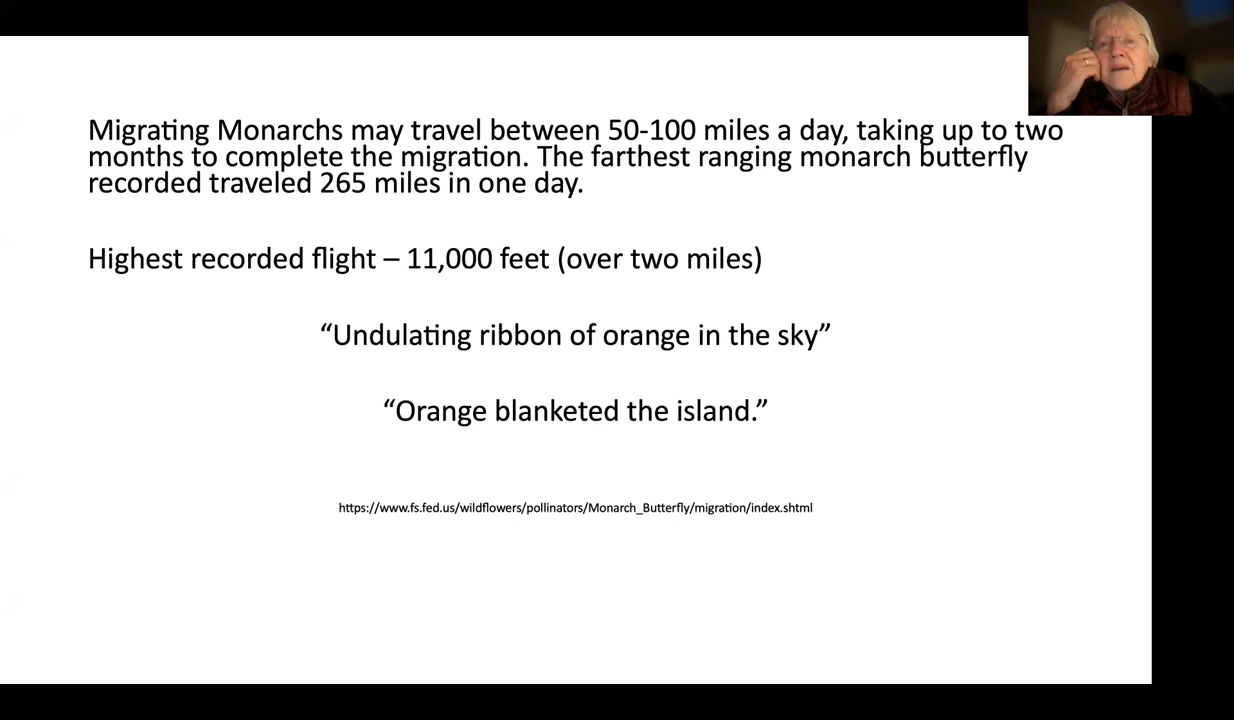 Migrating Monarchs may travel between 50-100 miles a day, taking up to two
months to complete the migration. The farthest ranging monarch butterfly
recorded traveled 265 miles in one day.
Highest recorded flight – 11,000 feet (over two miles)
“Undulating ribbon of orange in the sky”
“Orange blanketed the island.”
https://www.fs.fed.us/wildflowers/pollinators/Monarch_Butterfly/migration/index.shtml